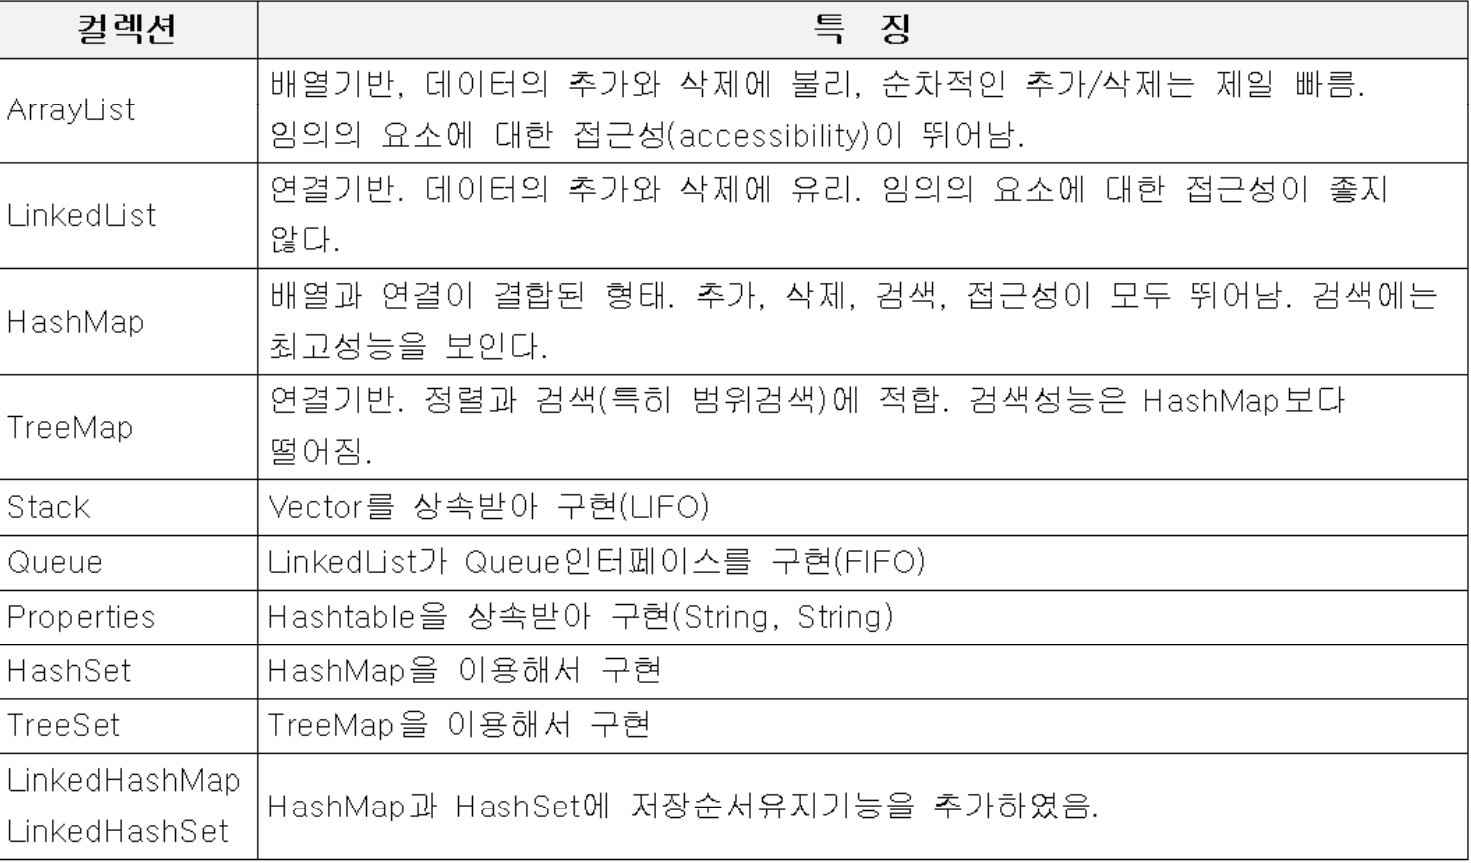 컬렉션
특 징
ArrayList
배열기반, 데이터의 추가와 삭제에 불리, 순차적인 추가/삭제는 제일 빠름.
임의의 요소에 대한 접근성(accessibility)이 뛰어남.
LinkedList
연결기반. 데이터의 추가와 삭제에 유리. 임의의 요소에 대한 접근성이 좋지
않다.
HashMap
배열과 연결이 결합된 형태. 추가, 삭제, 검색, 접근성이 모두 뛰어남. 검색에는
최고성능을 보인다.
TreeMap
연결기반. 정렬과 검색(특히 범위검색)에 적합. 검색성능은 HashMap보다
떨어짐.
Stack
Vector를 상속받아 구현(LIFO)
Queue
LinkedList가 Queue인터페이스를 구현(FIFO)
Properties
Hashtable을 상속받아 구현(String, String)
HashSet
HashMap을 이용해서 구현
TreeSet
TreeMap을 이용해서 구현
LinkedHashMap
LinkedHashSet
HashMap과 HashSet에 저장순서유지기능을 추가하였음.